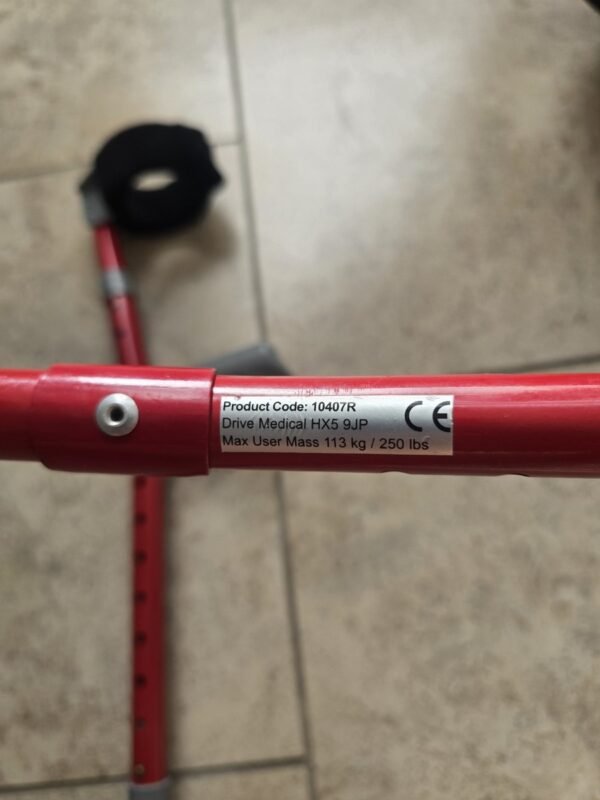 Product Code: 10407R
Drive Medical HX5 9JP
Max User Mass 113 kg / 250 lbs
CE